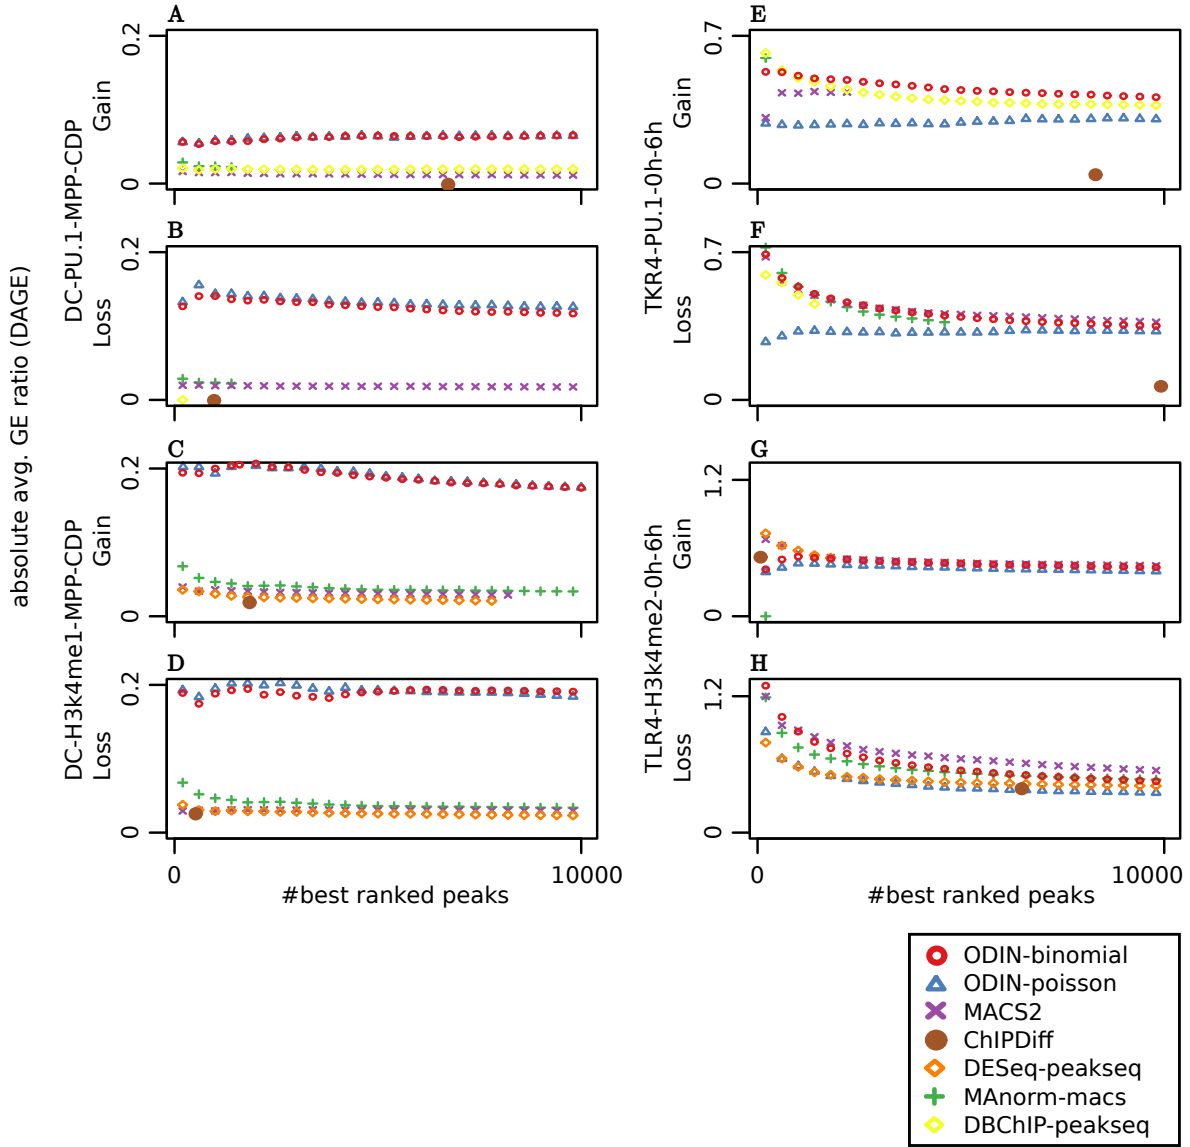 absolute avg. GE ratio (DAGE)
DC-PU.1-MPP-CDP
A
Gain
0.2
0
B
Loss
0.2
0
DC-H3k4me1-MPP-CDP
C
Gain
0.2
0
D
Loss
0.2
0
0 10000
#best ranked peaks
TKR4-PU.1-0h-6h
E
Gain
0.7
0
F
Loss
0.7
0
TLR4-H3k4me2-0h-6h
G
Gain
1.2
0
H
Loss
1.2
0
0 10000
#best ranked peaks
ODIN-binomial
ODIN-poisson
MACS2
ChIPDiff
DESeq-peakseq
MAnorm-macs
DBChIP-peakseq